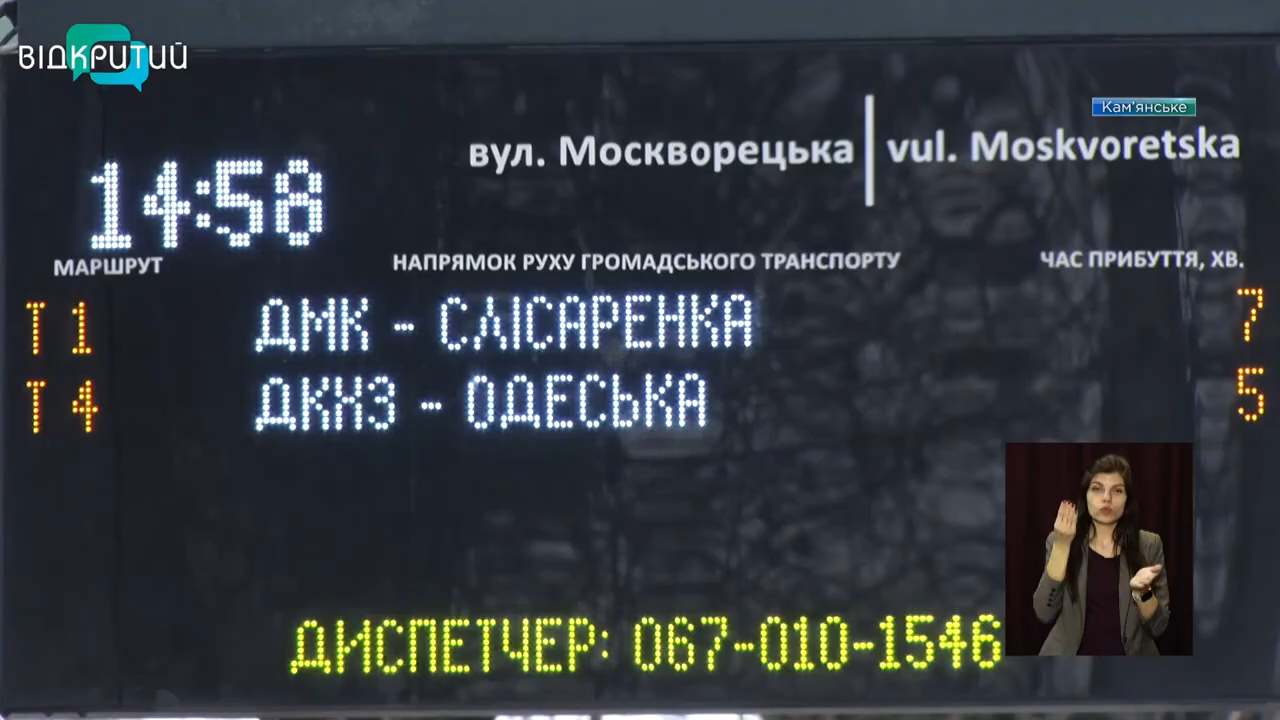 ВІДКРИТИЙ
Кам'янське
вул. Москворецька | vul. Moskvoretska
14:58
МАРШРУТ НАПРЯМОК РУХУ ГРОМАДСЬКОГО ТРАНСПОРТУ ЧАС ПРИБУТТЯ, ХВ.
Т 1 ДМК - СЛІСАРЕНКА 7
Т 4 ДКНЗ - ОДЕСЬКА 5
ДИСПЕТЧЕР: 067-010-1546